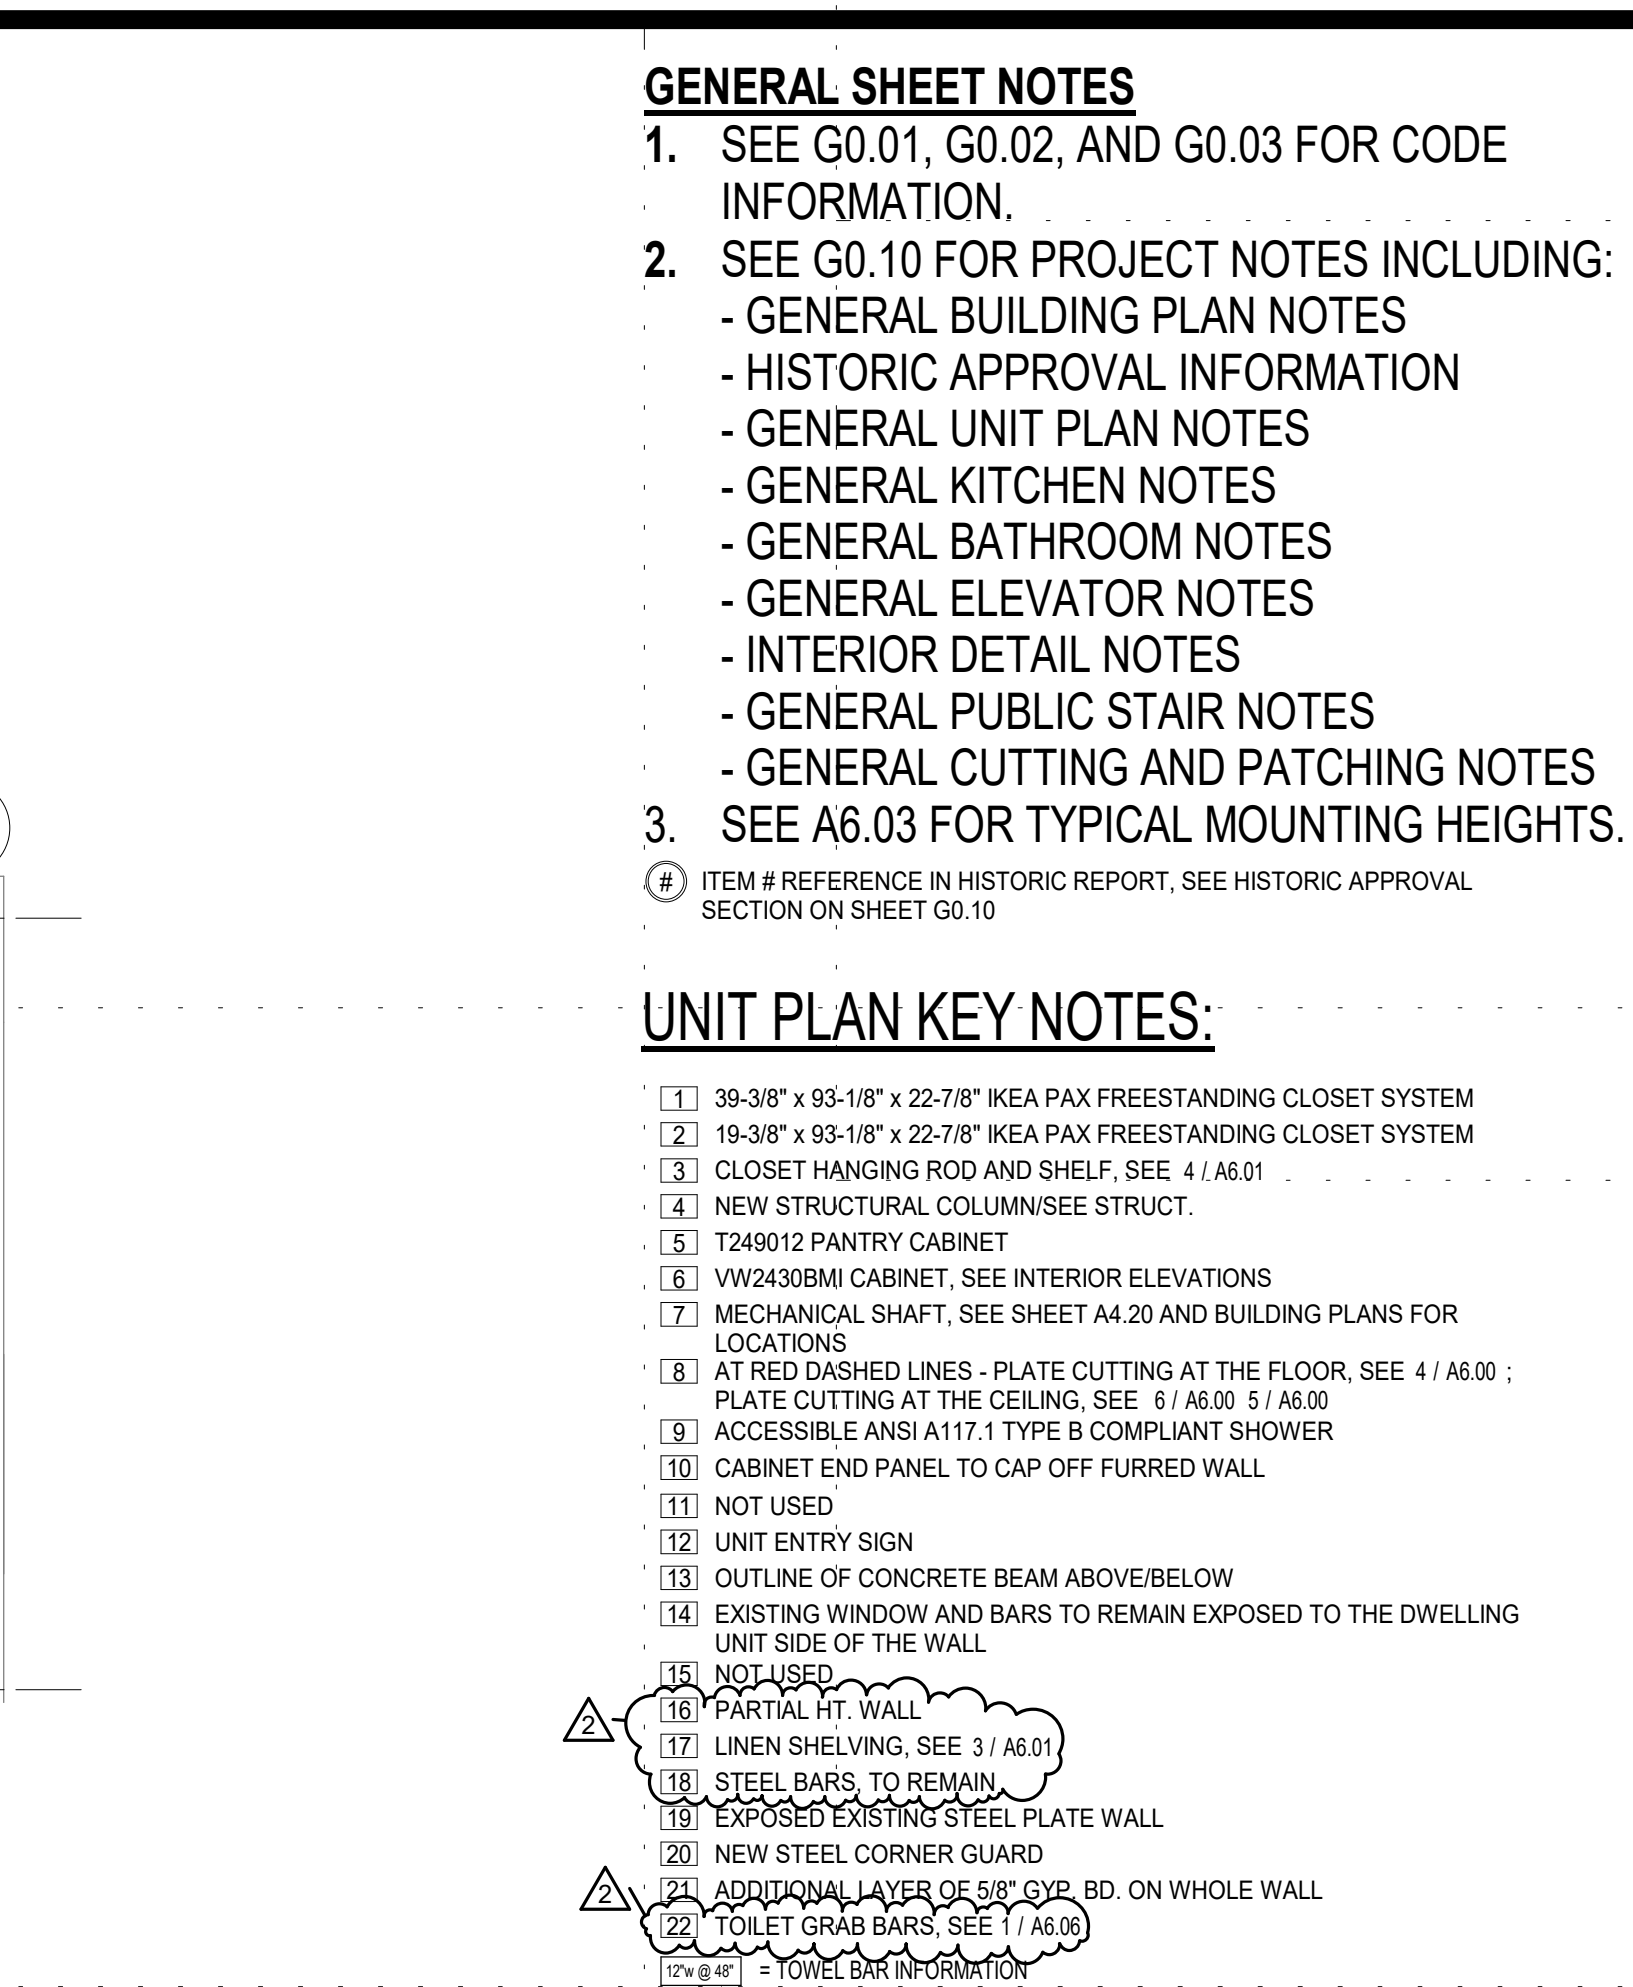 GENERAL SHEET NOTES
1. SEE G0.01, G0.02, AND G0.03 FOR CODE
INFORMATION.
2. SEE G0.10 FOR PROJECT NOTES INCLUDING:
- GENERAL BUILDING PLAN NOTES
- HISTORIC APPROVAL INFORMATION
- GENERAL UNIT PLAN NOTES
- GENERAL KITCHEN NOTES
- GENERAL BATHROOM NOTES
- GENERAL ELEVATOR NOTES
- INTERIOR DETAIL NOTES
- GENERAL PUBLIC STAIR NOTES
- GENERAL CUTTING AND PATCHING NOTES
3. SEE A6.03 FOR TYPICAL MOUNTING HEIGHTS.
# ITEM # REFERENCE IN HISTORIC REPORT, SEE HISTORIC APPROVAL
SECTION ON SHEET G0.10
UNIT PLAN KEY NOTES:
1 39-3/8" x 93-1/8" x 22-7/8" IKEA PAX FREESTANDING CLOSET SYSTEM
2 19-3/8" x 93-1/8" x 22-7/8" IKEA PAX FREESTANDING CLOSET SYSTEM
3 CLOSET HANGING ROD AND SHELF, SEE 4 / A6.01
4 NEW STRUCTURAL COLUMN/SEE STRUCT.
5 T249012 PANTRY CABINET
6 VW2430BMI CABINET, SEE INTERIOR ELEVATIONS
7 MECHANICAL SHAFT, SEE SHEET A4.20 AND BUILDING PLANS FOR
LOCATIONS
8 AT RED DASHED LINES - PLATE CUTTING AT THE FLOOR, SEE 4 / A6.00 ;
PLATE CUTTING AT THE CEILING, SEE 6 / A6.00 5 / A6.00
9 ACCESSIBLE ANSI A117.1 TYPE B COMPLIANT SHOWER
10 CABINET END PANEL TO CAP OFF FURRED WALL
11 NOT USED
12 UNIT ENTRY SIGN
13 OUTLINE OF CONCRETE BEAM ABOVE/BELOW
14 EXISTING WINDOW AND BARS TO REMAIN EXPOSED TO THE DWELLING
UNIT SIDE OF THE WALL
15 NOT USED
2 16 PARTIAL HT. WALL
17 LINEN SHELVING, SEE 3 / A6.01
18 STEEL BARS, TO REMAIN
19 EXPOSED EXISTING STEEL PLATE WALL
20 NEW STEEL CORNER GUARD
2 21 ADDITIONAL LAYER OF 5/8" GYP. BD. ON WHOLE WALL
22 TOILET GRAB BARS, SEE 1 / A6.06
12"w @ 48" = TOWEL BAR INFORMATION